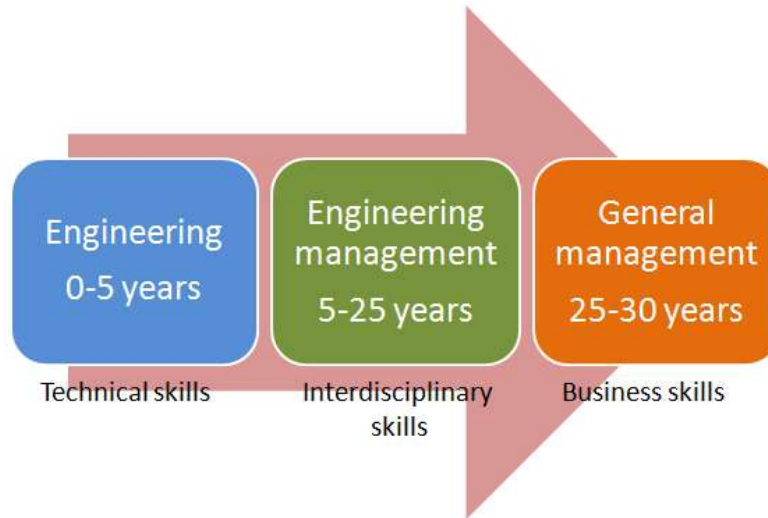 Engineering
0-5 years
Technical skills
Engineering
management
5-25 years
Interdisciplinary
skills
General
management
25-30 years
Business skills